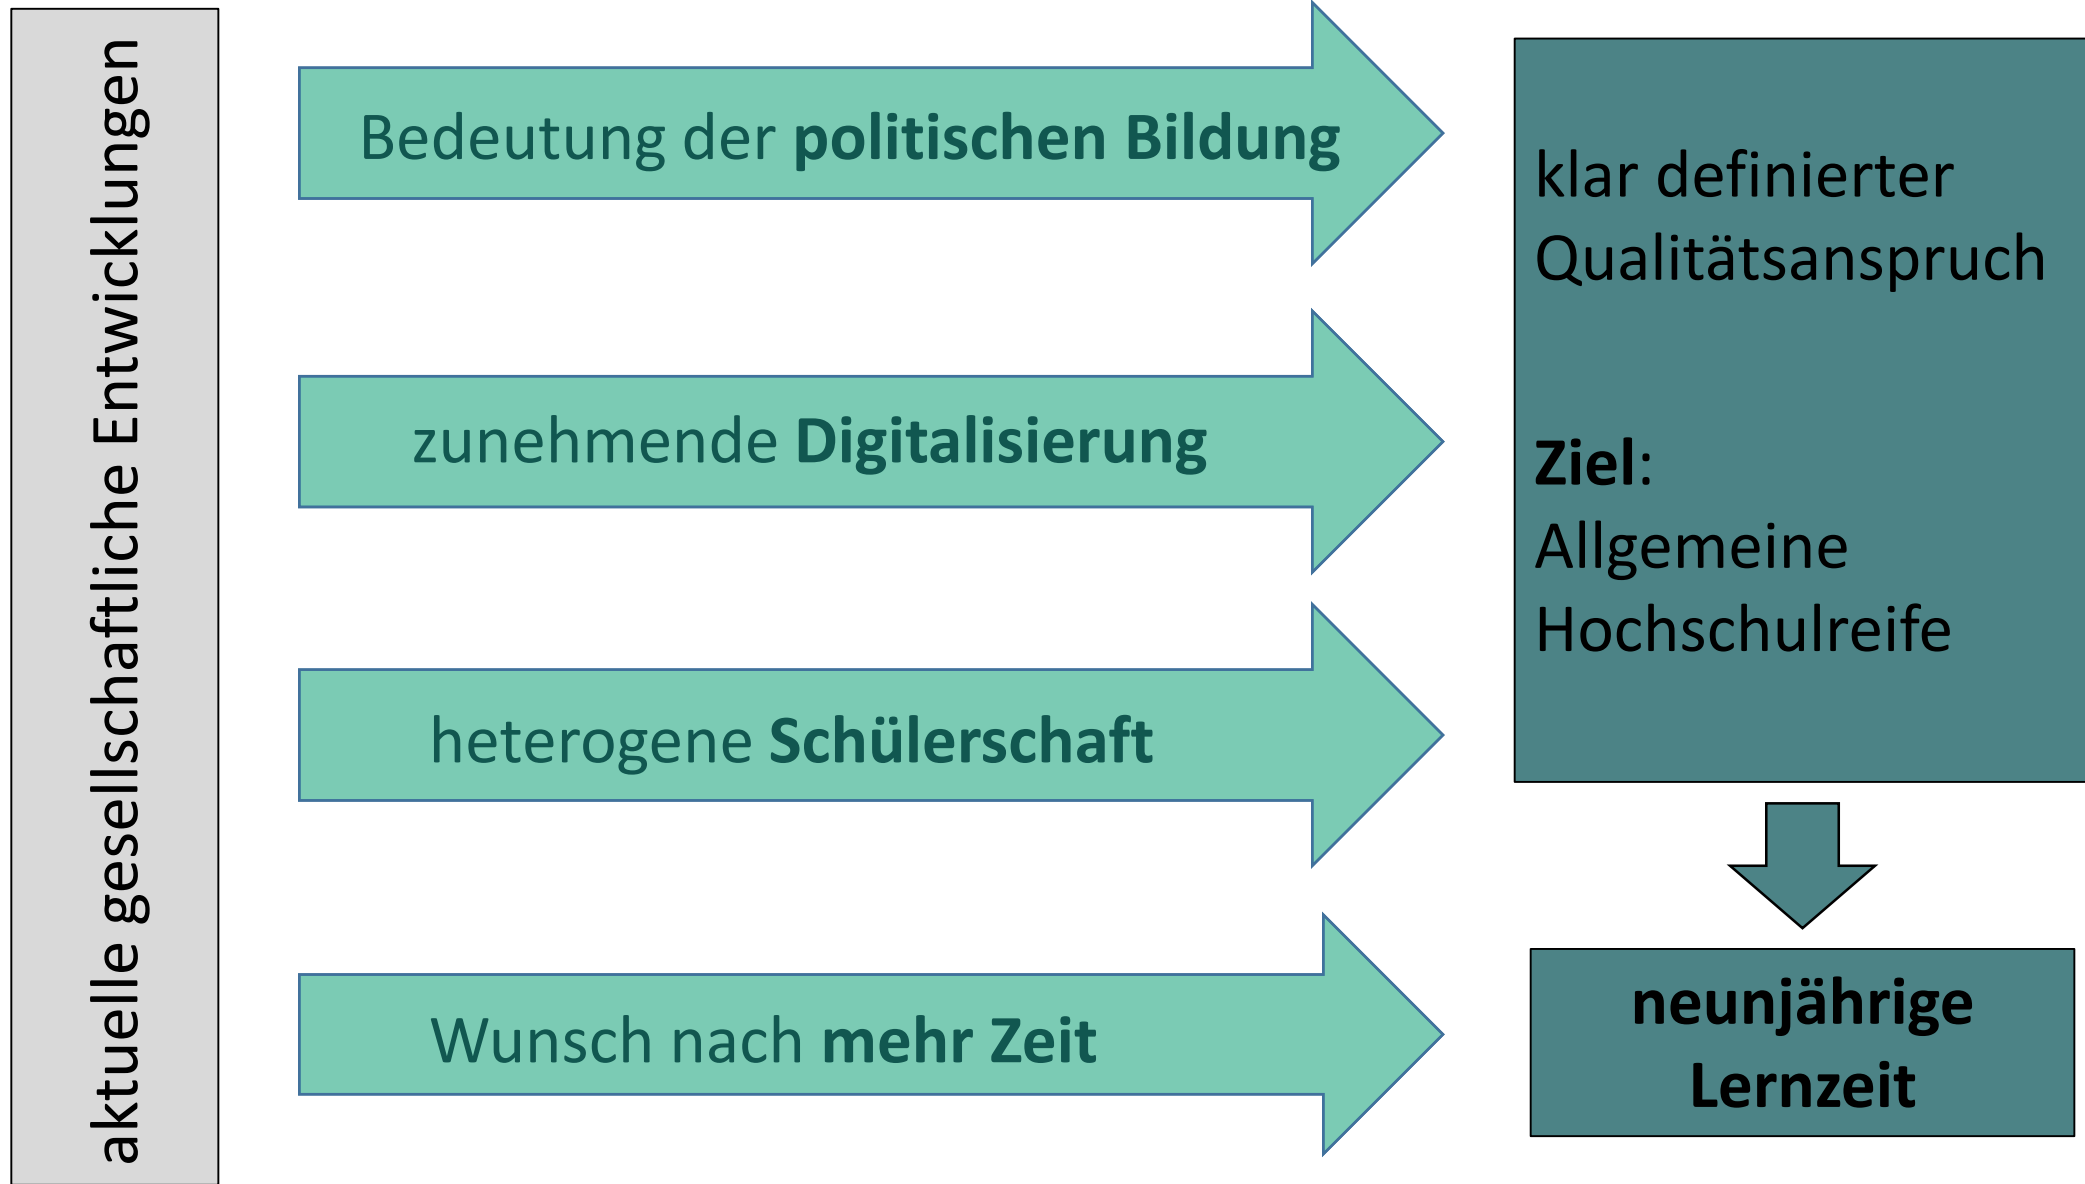 aktuelle gesellschaftliche Entwicklungen
Bedeutung der politischen Bildung
zunehmende Digitalisierung
heterogene Schülerschaft
Wunsch nach mehr Zeit
klar definierter
Qualitätsanspruch
Ziel:
Allgemeine
Hochschulreife
neunjährige
Lernzeit